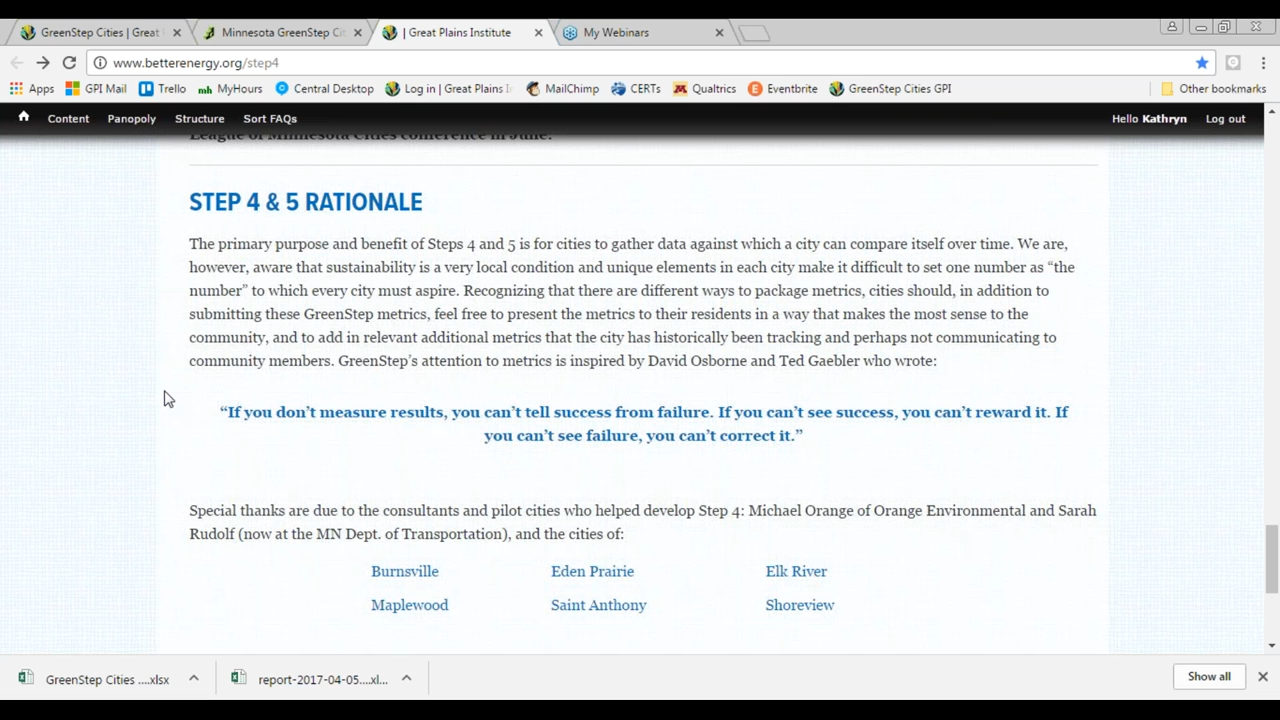 GreenStep Cities | Great
Minnesota GreenStep Cit
| Great Plains Institute
My Webinars
www.betterenergy.org/step4
Apps
GPI Mail
Trello
mh MyHours
Central Desktop
Log in | Great Plains I
MailChimp
CERTs
Qualtrics
Eventbrite
GreenStep Cities GPI
Other bookmarks
Content
Panopoly
Structure
Sort FAQs
Hello Kathryn
Log out
League of Minnesota Cities conference in June.
STEP 4 & 5 RATIONALE
The primary purpose and benefit of Steps 4 and 5 is for cities to gather data against which a city can compare itself over time. We are,
however, aware that sustainability is a very local condition and unique elements in each city make it difficult to set one number as “the
number” to which every city must aspire. Recognizing that there are different ways to package metrics, cities should, in addition to
submitting these GreenStep metrics, feel free to present the metrics to their residents in a way that makes the most sense to the
community, and to add in relevant additional metrics that the city has historically been tracking and perhaps not communicating to
community members. GreenStep’s attention to metrics is inspired by David Osborne and Ted Gaebler who wrote:
“If you don’t measure results, you can’t tell success from failure. If you can’t see success, you can’t reward it. If
you can’t see failure, you can’t correct it.”
Special thanks are due to the consultants and pilot cities who helped develop Step 4: Michael Orange of Orange Environmental and Sarah
Rudolf (now at the MN Dept. of Transportation), and the cities of:
Burnsville
Eden Prairie
Elk River
Maplewood
Saint Anthony
Shoreview
GreenStep Cities ....xlsx
report-2017-04-05....xl...
Show all